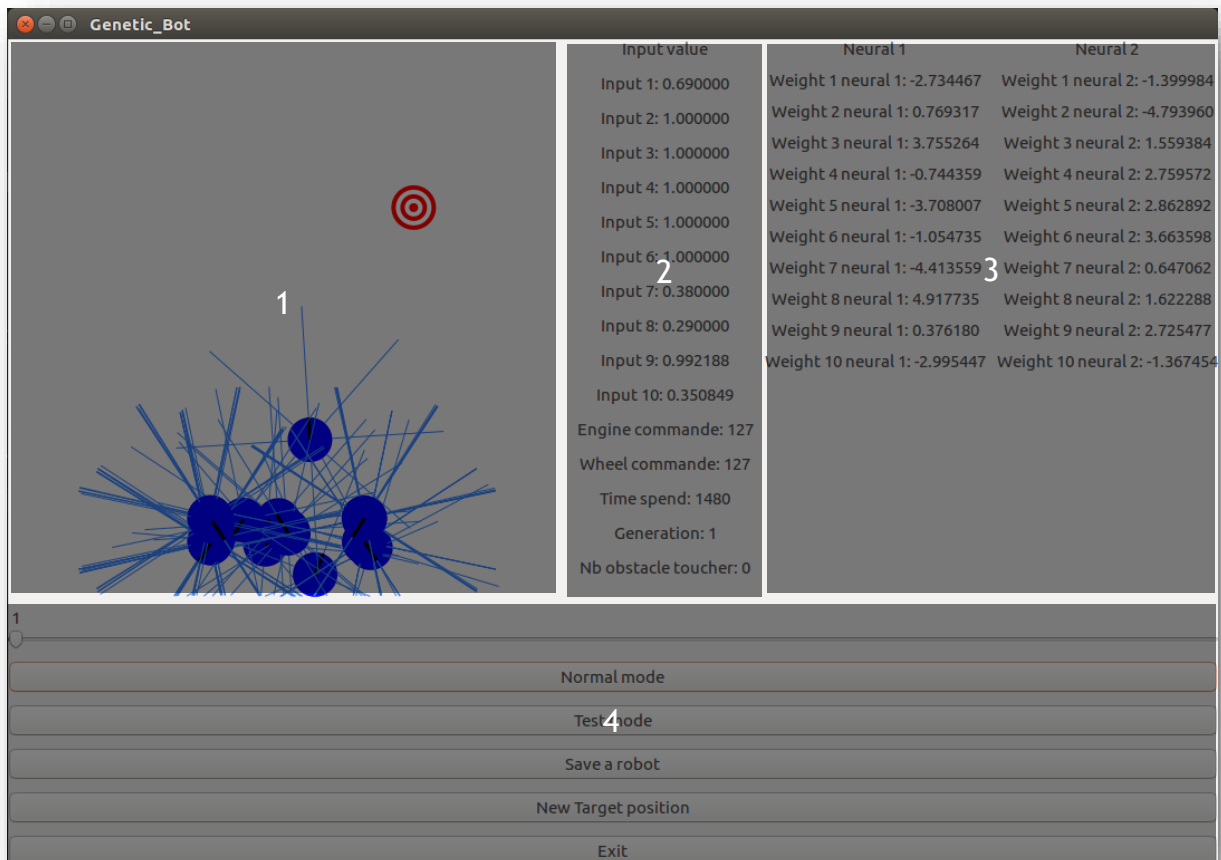 Genetic_Bot
1
Input value
Input 1: 0.690000
Input 2: 1.000000
Input 3: 1.000000
Input 4: 1.000000
Input 5: 1.000000
Input 6: 1.000000
2
Input 7: 0.380000
Input 8: 0.290000
Input 9: 0.992188
Input 10: 0.350849
Engine commande: 127
Wheel commande: 127
Time spend: 1480
Generation: 1
Nb obstacle toucher: 0
Neural 1
Weight 1 neural 1: -2.734467
Weight 2 neural 1: 0.769317
Weight 3 neural 1: 3.755264
Weight 4 neural 1: -0.744359
Weight 5 neural 1: -3.708007
Weight 6 neural 1: -1.054735
Weight 7 neural 1: -4.413559
Weight 8 neural 1: 4.917735
Weight 9 neural 1: 0.376180
Weight 10 neural 1: -2.995447
3
Neural 2
Weight 1 neural 2: -1.399984
Weight 2 neural 2: -4.793960
Weight 3 neural 2: 1.559384
Weight 4 neural 2: 2.759572
Weight 5 neural 2: 2.862892
Weight 6 neural 2: 3.663598
Weight 7 neural 2: 0.647062
Weight 8 neural 2: 1.622288
Weight 9 neural 2: 2.725477
Weight 10 neural 2: -1.367454
1
Normal mode
Test mode
4
Save a robot
New Target position
Exit